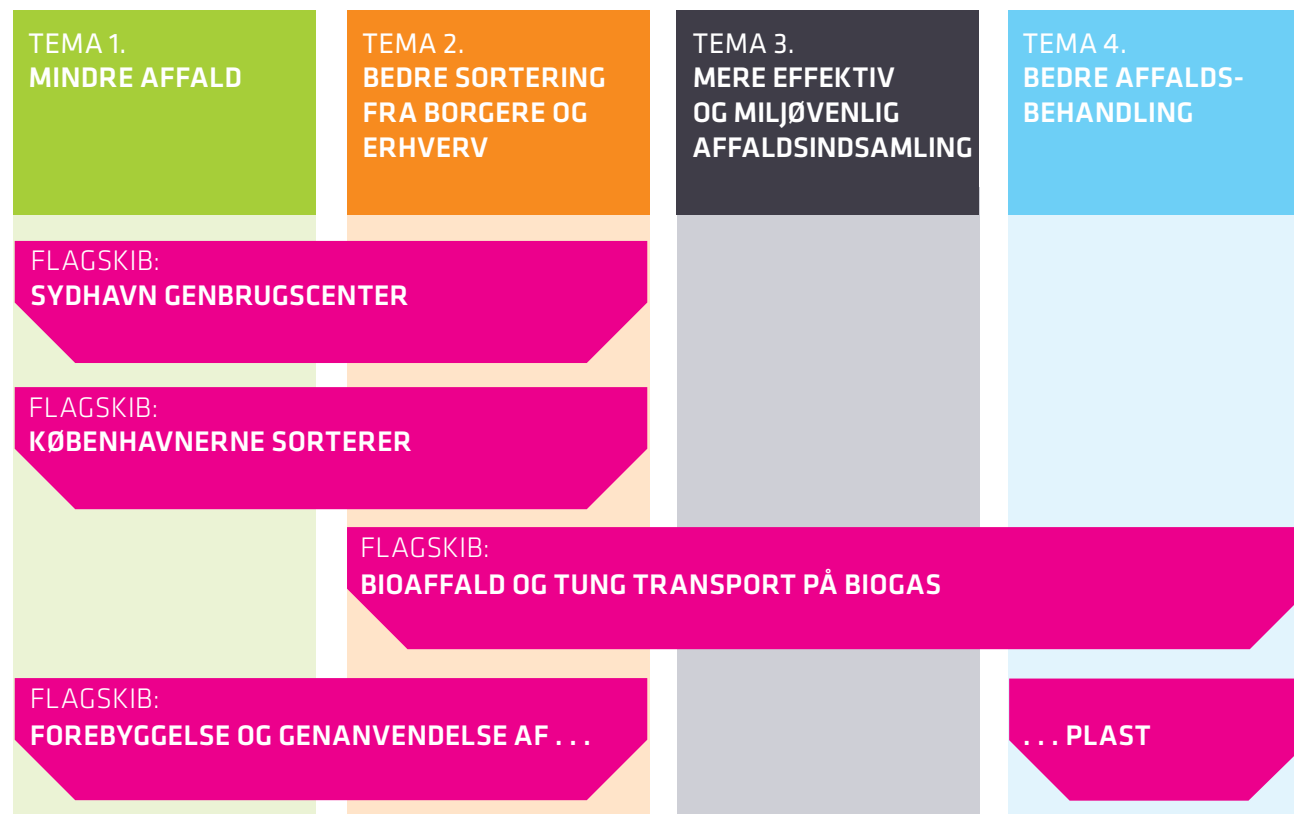 TEMA 1.
MINDRE AFFALD
TEMA 2.
BEDRE SORTERING
FRA BORGERE OG
ERHVERV
TEMA 3.
MERE EFFEKTIV
OG MILJØVENLIG
AFFALDSINDSAMLING
TEMA 4.
BEDRE AFFALDS-
BEHANDLING
FLAGSKIB:
SYDHAVN GENBRUGSCENTER
FLAGSKIB:
KØBENHAVNERNE SORTERER
FLAGSKIB:
BIOAFFALD OG TUNG TRANSPORT PÅ BIOGAS
FLAGSKIB:
FOREBYGGELSE OG GENANVENDELSE AF . . .
. . . PLAST